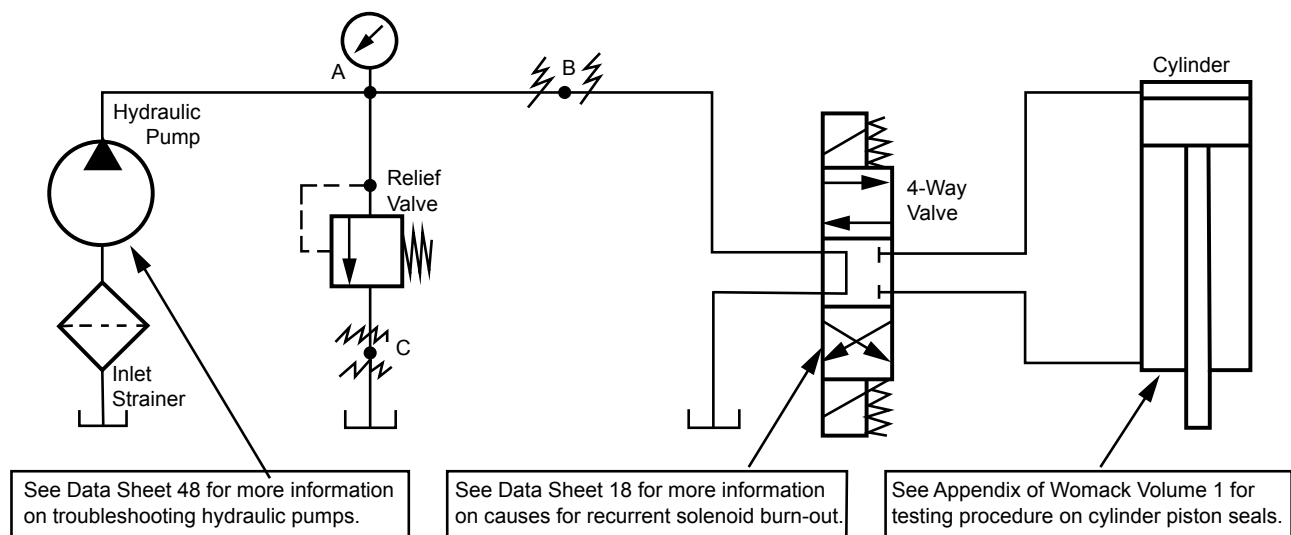 A
B
Cylinder
Hydraulic
Pump
Relief
Valve
4-Way
Valve
C
Inlet
Strainer
See Data Sheet 48 for more information
on troubleshooting hydraulic pumps.
See Data Sheet 18 for more information
on causes for recurrent solenoid burn-out.
See Appendix of Womack Volume 1 for
testing procedure on cylinder piston seals.